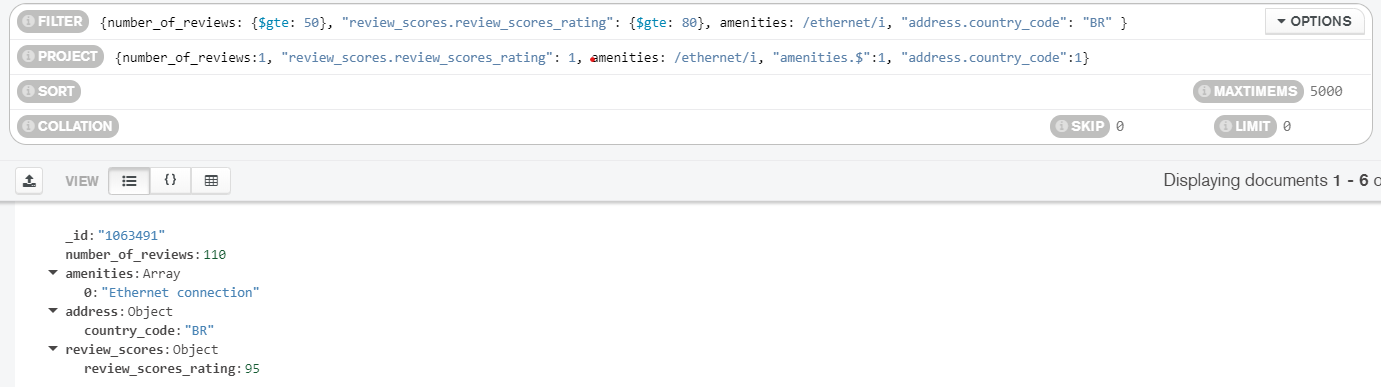 FILTER {number_of_reviews: {$gte: 50}, "review_scores.review_scores_rating": {$gte: 80}, amenities: /ethernet/i, "address.country_code": "BR" } OPTIONS
PROJECT {number_of_reviews:1, "review_scores.review_scores_rating": 1, amenities: /ethernet/i, "amenities.$":1, "address.country_code":1}
SORT MAXTIMEMS 5000
COLLATION SKIP 0 LIMIT 0
VIEW {} Displaying documents 1 - 6 o
_id:"1063491"
number_of_reviews:110
amenities:Array
0:"Ethernet connection"
address:Object
country_code:"BR"
review_scores:Object
review_scores_rating:95